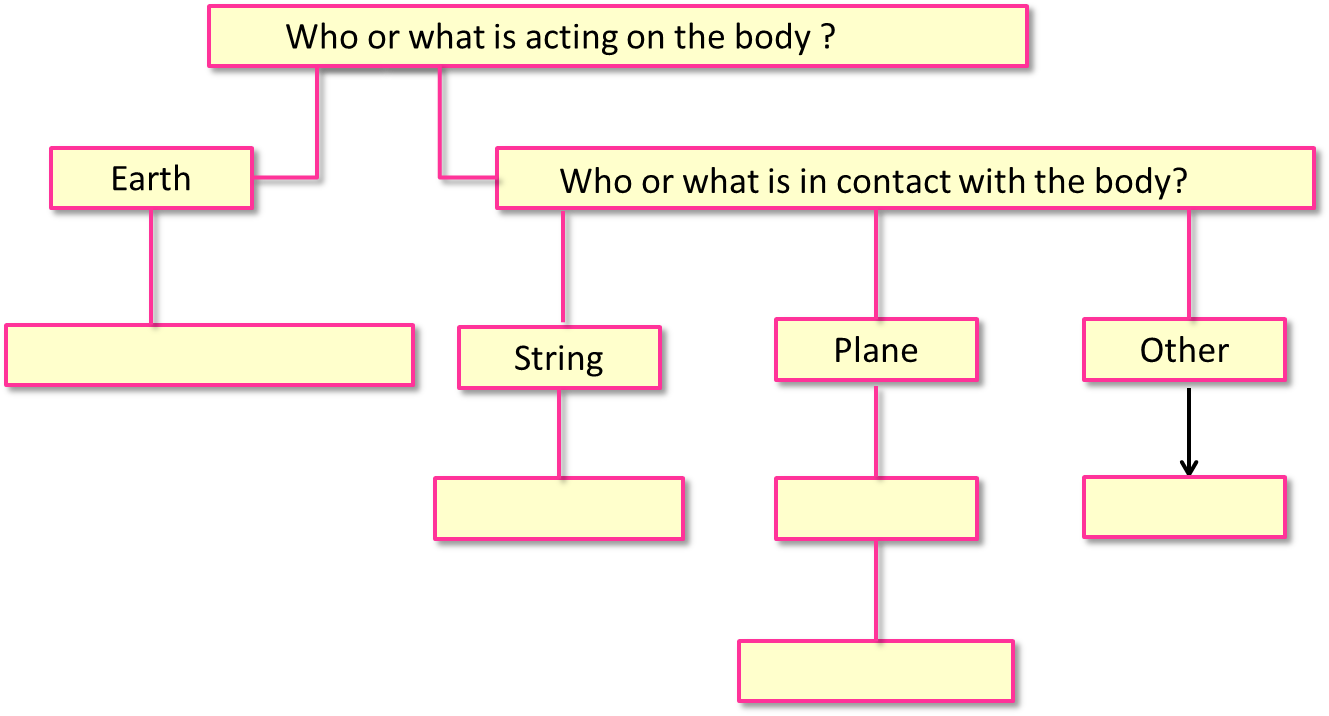 Who or what is acting on the body ?
Earth
Who or what is in contact with the body?
String
Plane
Other